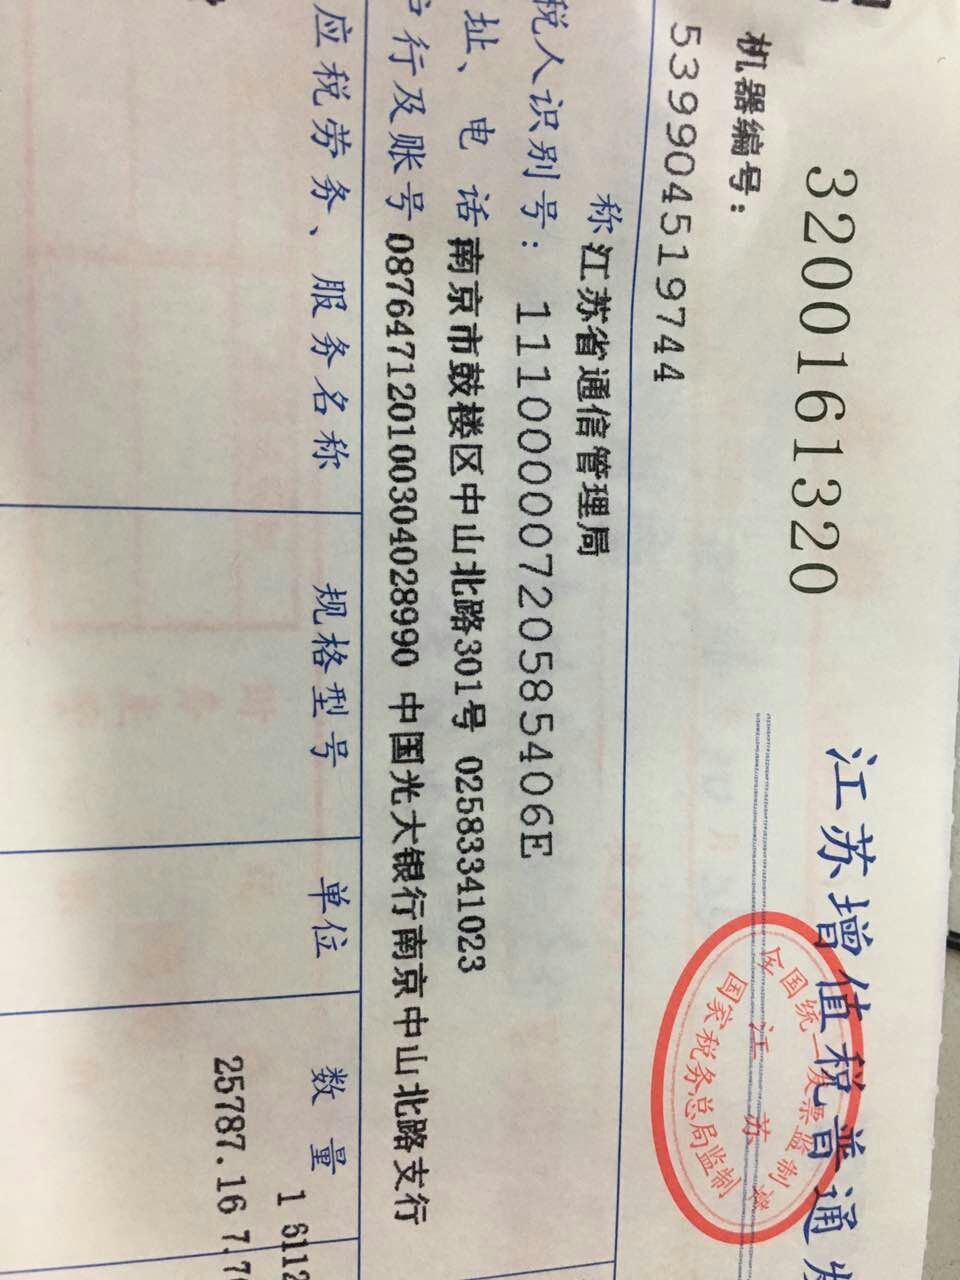 3200161320
江苏增值税普通
全国统一发票监制章
江苏
国家税务总局监制
机器编号：
539904519744
称 江苏省通信管理局
税人识别号： 11100000720585406E
址、电 话 南京市鼓楼区中山北路301号 02583341023
行及账号 087647120100304028990 中国光大银行南京中山北路支行
应税劳务、服务名称 规格型号 单位 数 量
1 6112
25787.16 7.70